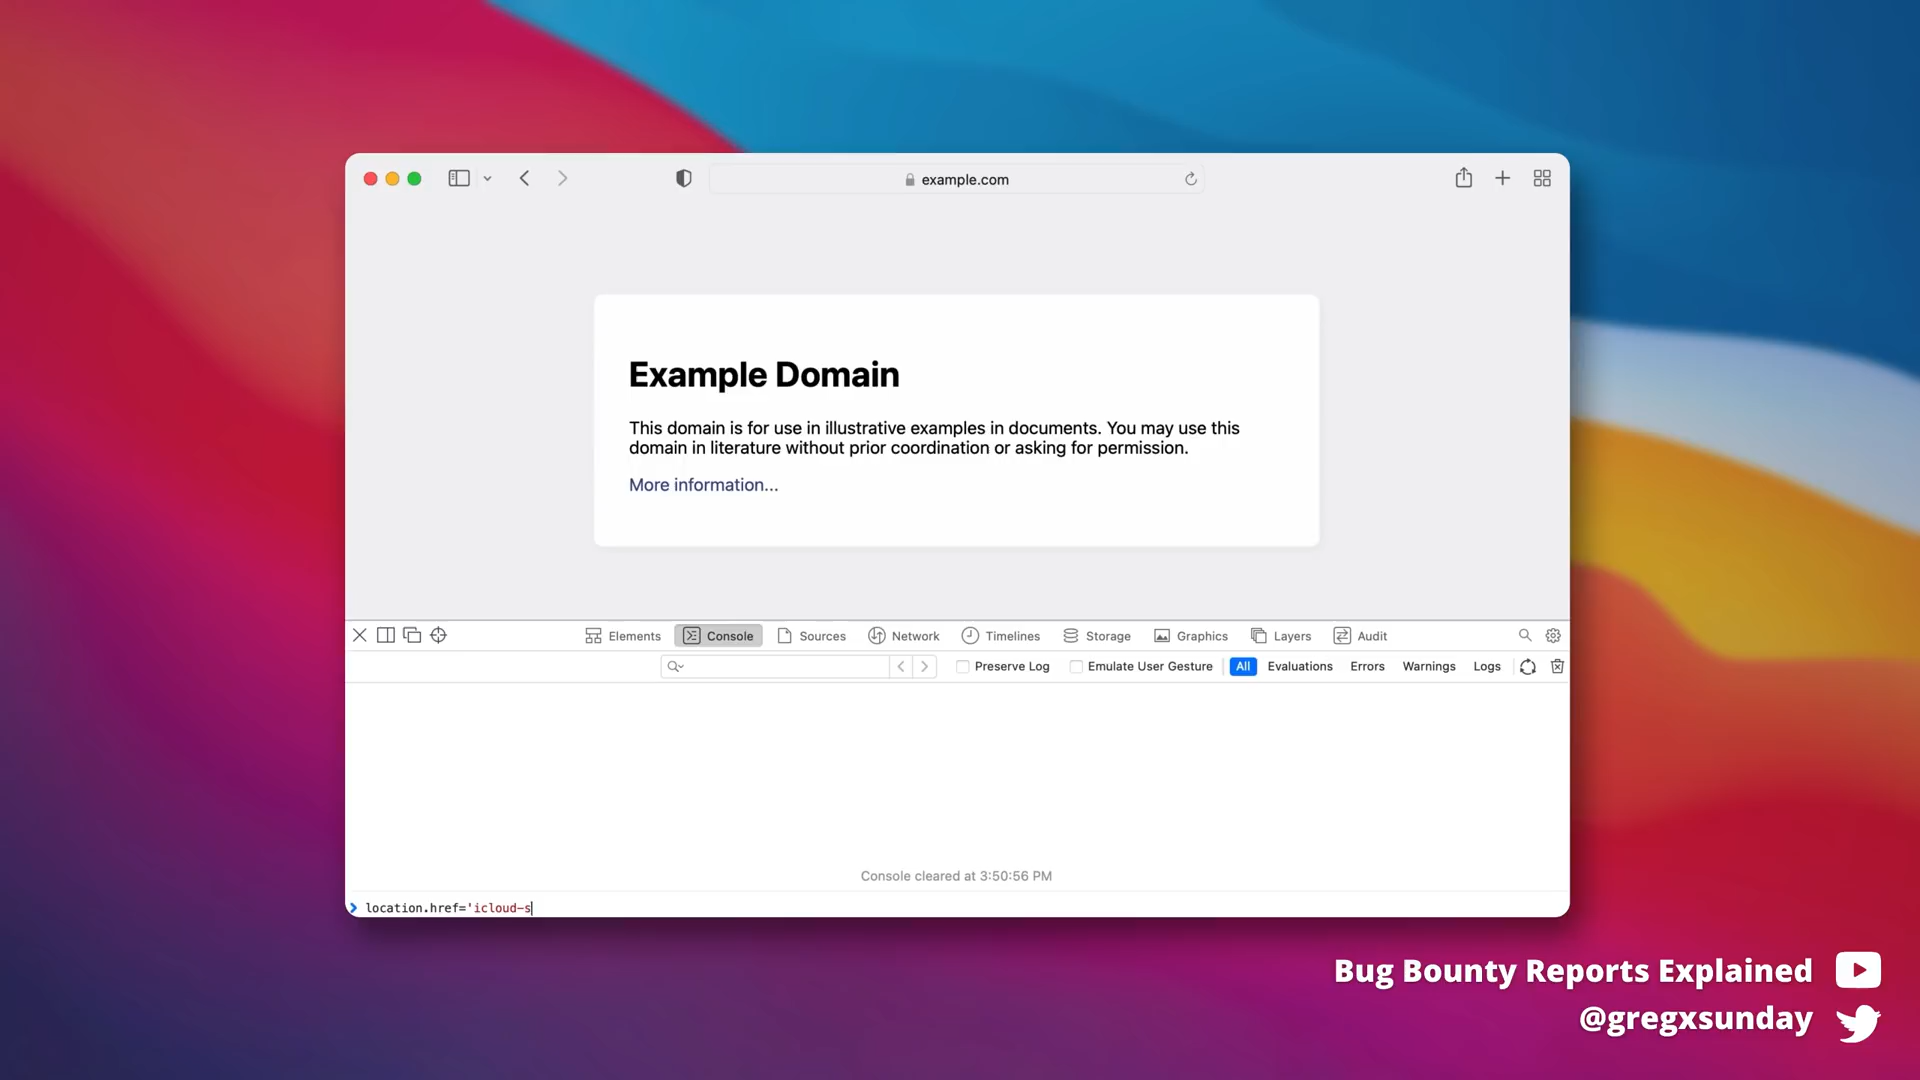 example.com
Example Domain
This domain is for use in illustrative examples in documents. You may use this
domain in literature without prior coordination or asking for permission.
More information...
Elements Console Sources Network Timelines Storage Graphics Layers Audit
Preserve Log Emulate User Gesture All Evaluations Errors Warnings Logs
Console cleared at 3:50:56 PM
location.href='icloud-s
Bug Bounty Reports Explained
@gregxsunday